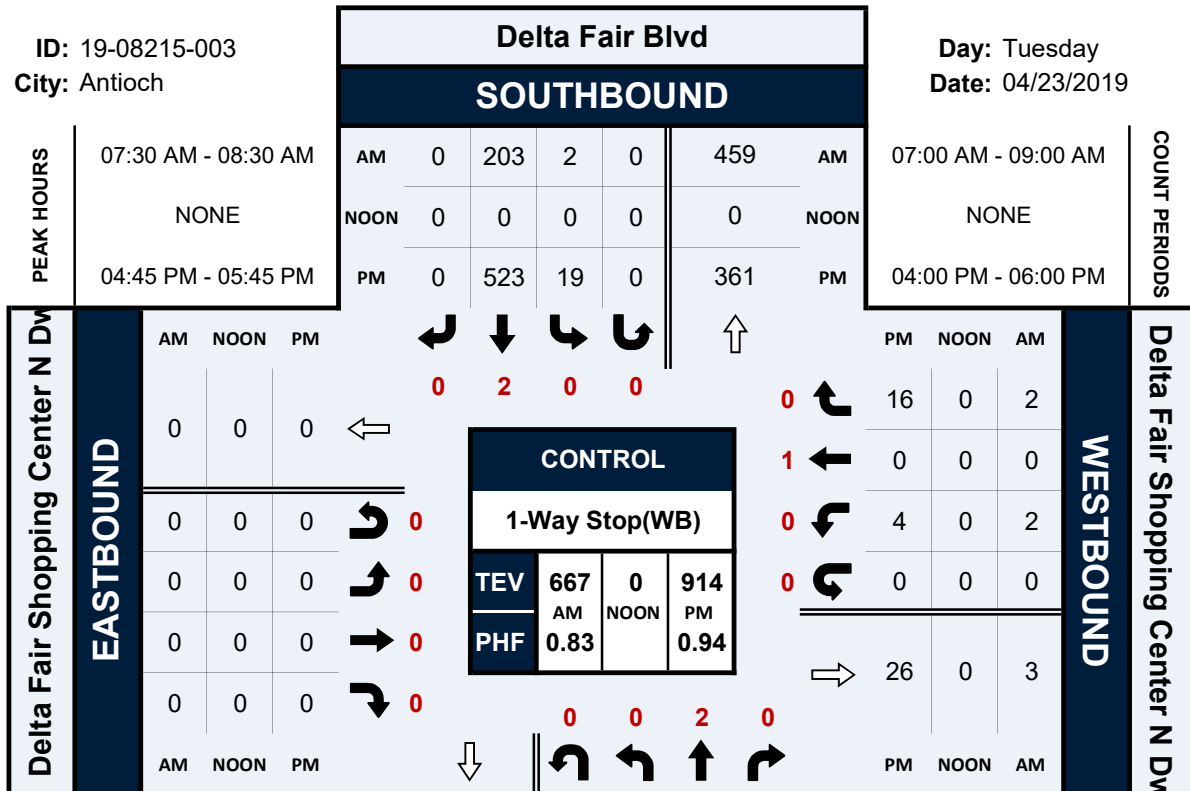 ID: 19-08215-003
City: Antioch
Delta Fair Blvd
SOUTHBOUND
Day: Tuesday
Date: 04/23/2019
PEAK HOURS
07:30 AM - 08:30 AM
NONE
04:45 PM - 05:45 PM
AM 0 203 2 0 459 AM
NOON 0 0 0 0 0 NOON
PM 0 523 19 0 361 PM
07:00 AM - 09:00 AM
NONE
04:00 PM - 06:00 PM
COUNT PERIODS
0 2 0 0
Delta Fair Shopping Center N Dw
EASTBOUND
AM NOON PM
0 0 0
0 0 0 0
0 0 0 0
0 0 0 0
0 0 0 0
AM NOON PM
CONTROL
1-Way Stop(WB)
TEV 667 0 914
AM NOON PM
PHF 0.83 0.94
PM NOON AM
0 16 0 2
1 0 0 0
0 4 0 2
0 0 0 0
26 0 3
PM NOON AM
WESTBOUND
Delta Fair Shopping Center N Dw
0 0 2 0